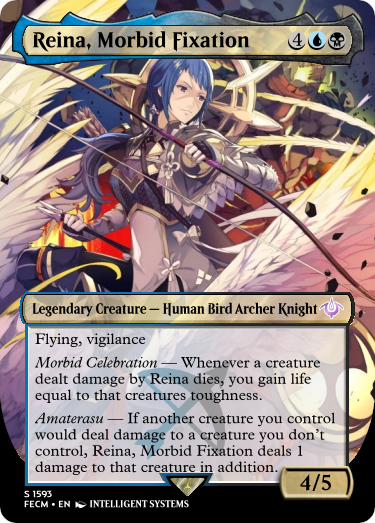 Reina, Morbid Fixation 4
Legendary Creature — Human Bird Archer Knight
Flying, vigilance
Morbid Celebration — Whenever a creature
dealt damage by Reina dies, you gain life
equal to that creatures toughness.
Amaterasu — If another creature you control
would deal damage to a creature you don't
control, Reina, Morbid Fixation deals 1
damage to that creature in addition.
4/5
S 1593
FECM • EN INTELLIGENT SYSTEMS